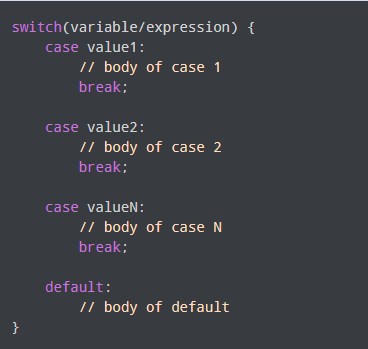 switch(variable/expression) {
    case value1:
        // body of case 1
        break;
    case value2:
        // body of case 2
        break;
    case valueN:
        // body of case N
        break;
    default:
        // body of default
}